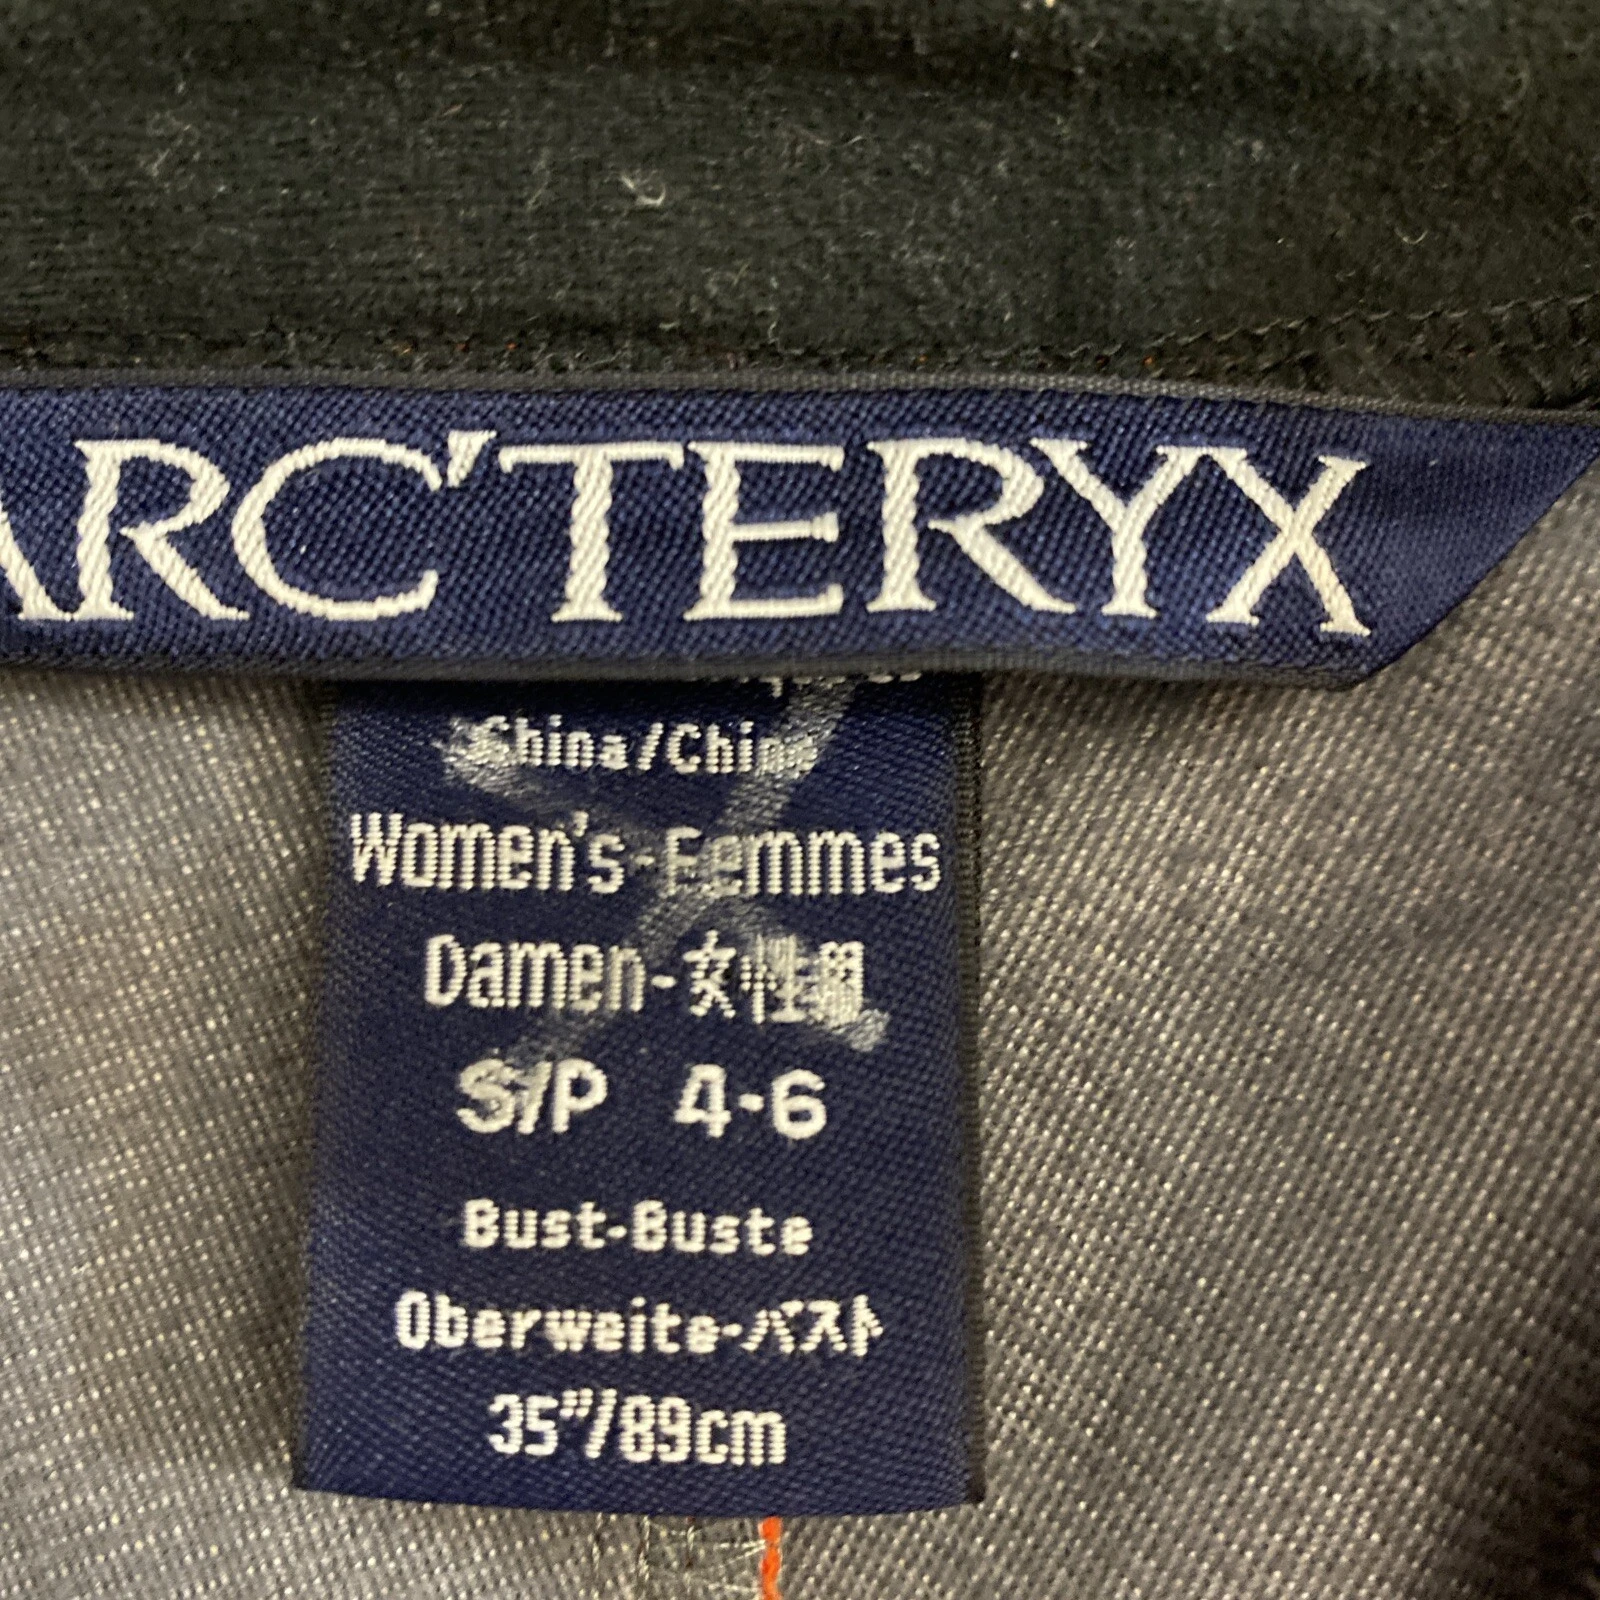 ARC'TERYX
China/Chine
Women's-Femmes
Damen-女性用
S/P 4-6
Bust-Buste
Oberweite-バスト
35"/89cm